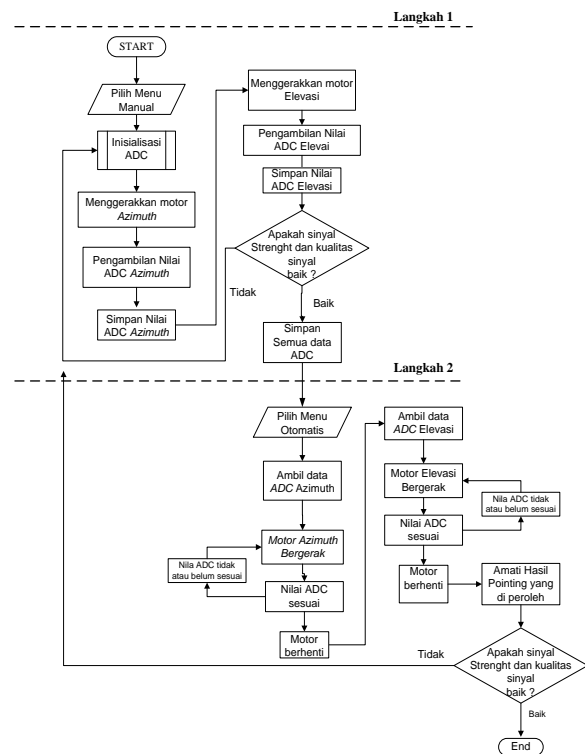 Langkah 1
START
Pilih Menu
Manual
Inisialisasi
ADC
Menggerakkan motor
Azimuth
Pengambilan Nilai
ADC Azimuth
Simpan Nilai
ADC Azimuth
Menggerakkan motor
Elevasi
Pengambilan Nilai
ADC Elevai
Simpan Nilai
ADC Elevasi
Apakah sinyal
Strenght dan kualitas
sinyal
baik ?
Tidak
Baik
Simpan
Semua data
ADC
Langkah 2
Pilih Menu
Otomatis
Ambil data
ADC Azimuth
Motor Azimuth
Bergerak
Nila ADC tidak
atau belum sesuai
Nilai ADC
sesuai
Motor
berhenti
Ambil data
ADC Elevasi
Motor Elevasi
Bergerak
Nila ADC tidak
atau belum sesuai
Nilai ADC
sesuai
Motor
berhenti
Amati Hasil
Pointing yang
di peroleh
Apakah sinyal
Strenght dan kualitas
sinyal
baik ?
Tidak
Baik
End